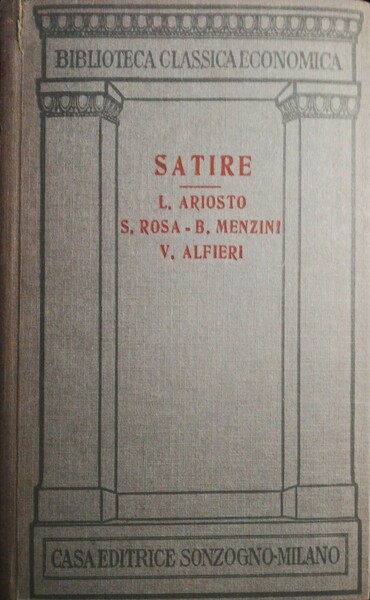 BIBLIOTECA CLASSICA ECONOMICA
SATIRE
L. ARIOSTO
S. ROSA - B. MENZINI
V. ALFIERI
CASA EDITRICE SONZOGNO-MILANO